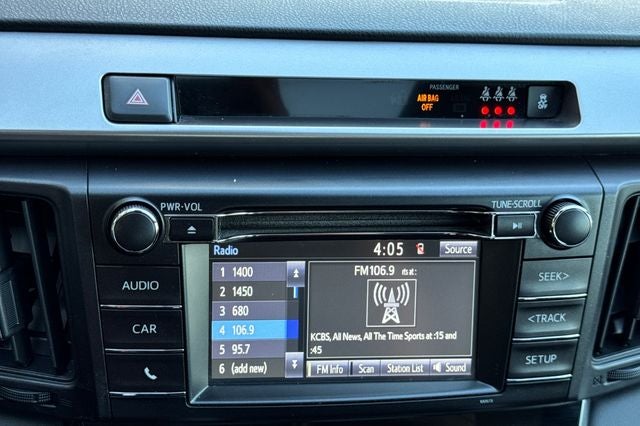 PASSENGER
AIR BAG
OFF
PWR•VOL
TUNE•SCROLL
Radio
4:05
Source
1 1400
2 1450
3 680
4 106.9
5 95.7
6 (add new)
FM106.9 rls at:
KCBS, All News, All The Time Sports at :15 and
:45
FM Info
Scan
Station List
Sound
AUDIO
CAR
SEEK>
<TRACK
SETUP